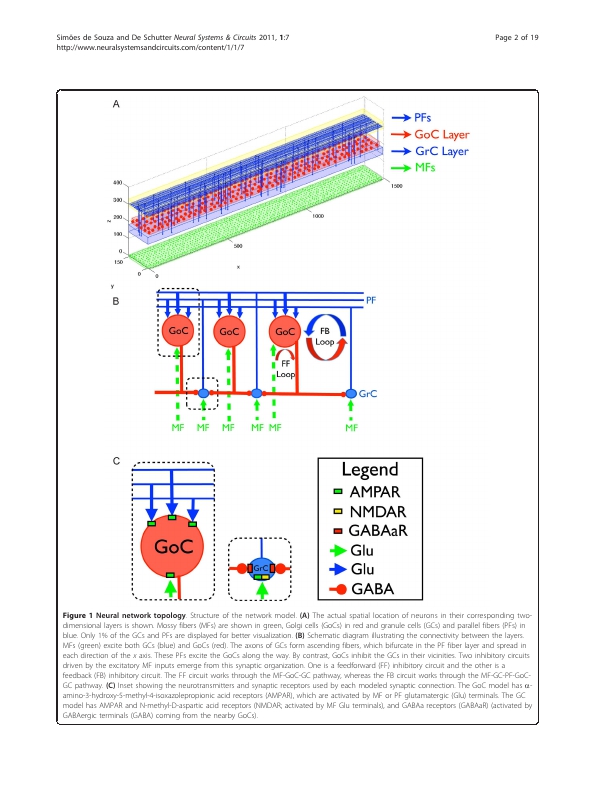 Simões de Souza and De Schutter Neural Systems & Circuits 2011, 1:7
http://www.neuralsystemsandcircuits.com/content/1/1/7
Page 2 of 19
A
PFs
GoC Layer
GrC Layer
MFs
400
300
200
100
0
z
150
0
y
0
500
1000
1500
x
B
PF
GoC
GoC
GoC
FB
Loop
FF
Loop
GrC
MF
MF
MF
MF
MF
MF
C
GoC
GrC
Legend
AMPAR
NMDAR
GABAaR
Glu
Glu
GABA
Figure 1 Neural network topology. Structure of the network model. (A) The actual spatial location of neurons in their corresponding two-
dimensional layers is shown. Mossy fibers (MFs) are shown in green, Golgi cells (GoCs) in red and granule cells (GCs) and parallel fibers (PFs) in
blue. Only 1% of the GCs and PFs are displayed for better visualization. (B) Schematic diagram illustrating the connectivity between the layers.
MFs (green) excite both GCs (blue) and GoCs (red). The axons of GCs form ascending fibers, which bifurcate in the PF fiber layer and spread in
each direction of the x axis. These PFs excite the GoCs along the way. By contrast, GoCs inhibit the GCs in their vicinities. Two inhibitory circuits
driven by the excitatory MF inputs emerge from this synaptic organization. One is a feedforward (FF) inhibitory circuit and the other is a
feedback (FB) inhibitory circuit. The FF circuit works through the MF-GoC-GC pathway, whereas the FB circuit works through the MF-GC-PF-GoC-
GC pathway. (C) Inset showing the neurotransmitters and synaptic receptors used by each modeled synaptic connection. The GoC model has α-
amino-3-hydroxy-5-methyl-4-isoxazolepropionic acid receptors (AMPAR), which are activated by MF or PF glutamatergic (Glu) terminals. The GC
model has AMPAR and N-methyl-D-aspartic acid receptors (NMDAR; activated by MF Glu terminals), and GABAa receptors (GABAaR) (activated by
GABAergic terminals (GABA) coming from the nearby GoCs).